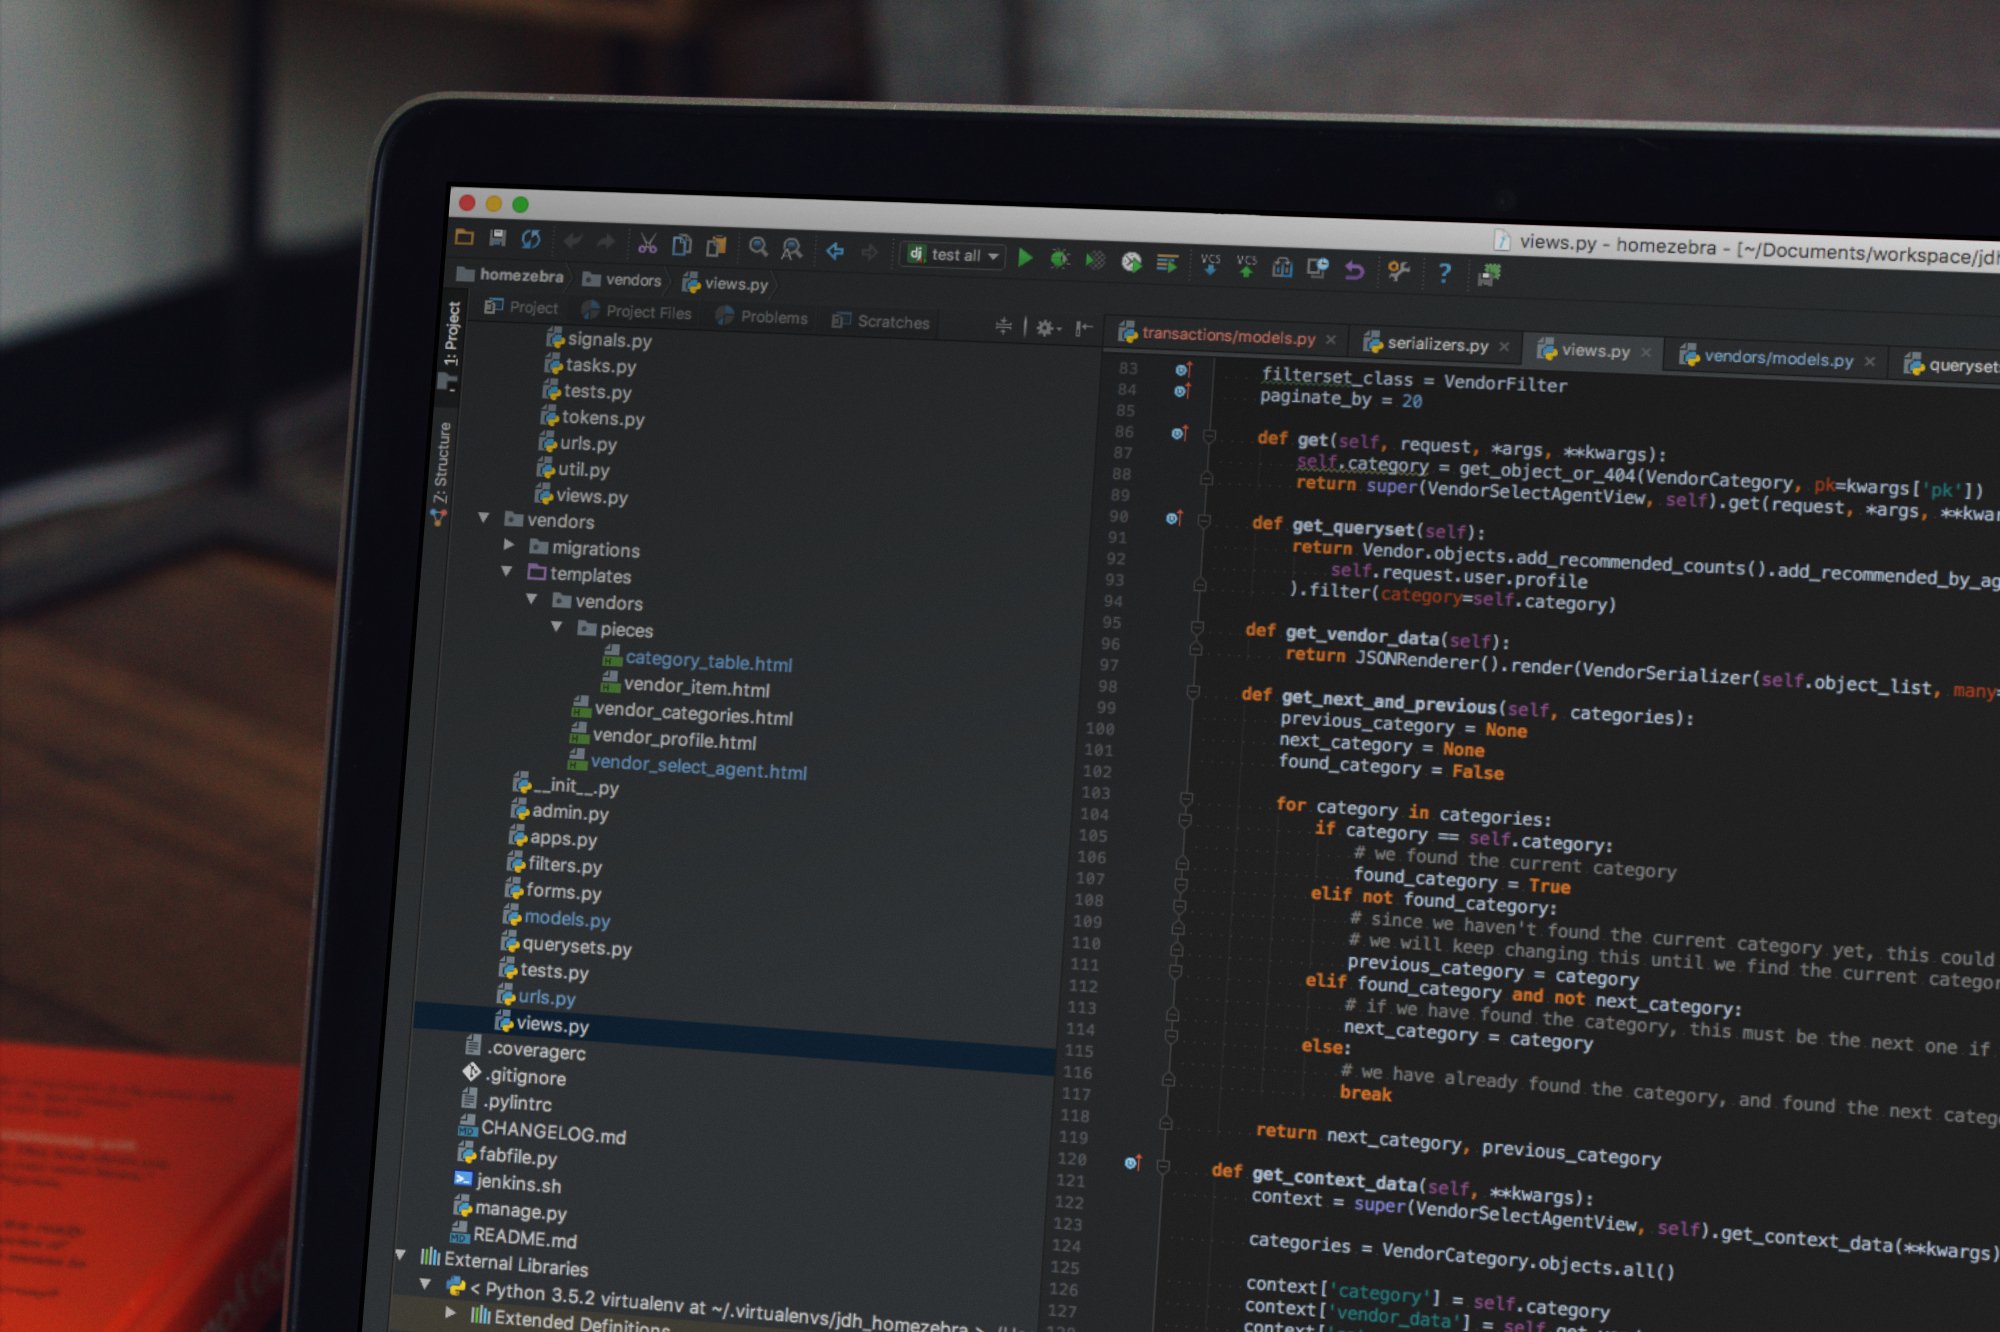 views.py - homezebra - [~/Documents/workspace/jdh
test all
VCS VCS
homezebra vendors views.py
Project Project Files Problems Scratches
1: Project
Z: Structure
signals.py
tasks.py
tests.py
tokens.py
urls.py
util.py
views.py
vendors
migrations
templates
vendors
pieces
category_table.html
vendor_item.html
vendor_categories.html
vendor_profile.html
vendor_select_agent.html
__init__.py
admin.py
apps.py
filters.py
forms.py
models.py
querysets.py
tests.py
urls.py
views.py
.coveragerc
.gitignore
.pylintrc
CHANGELOG.md
fabfile.py
jenkins.sh
manage.py
README.md
External Libraries
< Python 3.5.2 virtualenv at ~/.virtualenvs/jdh_homezebra >
Extended Definitions
transactions/models.py serializers.py views.py vendors/models.py queryset
83
84
85
86
87
88
89
90
91
92
93
94
95
96
97
98
99
100
101
102
103
104
105
106
107
108
109
110
111
112
113
114
115
116
117
118
119
120
121
122
123
124
125
126
127
filterset_class = VendorFilter
paginate_by = 20
def get(self, request, *args, **kwargs):
self.category = get_object_or_404(VendorCategory, pk=kwargs['pk'])
return super(VendorSelectAgentView, self).get(request, *args, **kwar
def get_queryset(self):
return Vendor.objects.add_recommended_counts().add_recommended_by_ag
self.request.user.profile
).filter(category=self.category)
def get_vendor_data(self):
return JSONRenderer().render(VendorSerializer(self.object_list, many=
def get_next_and_previous(self, categories):
previous_category = None
next_category = None
found_category = False
for category in categories:
if category == self.category:
# we found the current category
found_category = True
elif not found_category:
# since we haven't found the current category yet, this could
# we will keep changing this until we find the current categor
previous_category = category
elif found_category and not next_category:
# if we have found the category, this must be the next one if
next_category = category
else:
# we have already found the category, and found the next categ
break
return next_category, previous_category
def get_context_data(self, **kwargs):
context = super(VendorSelectAgentView, self).get_context_data(**kwargs)
categories = VendorCategory.objects.all()
context['category'] = self.category
context['vendor_data'] = self.get